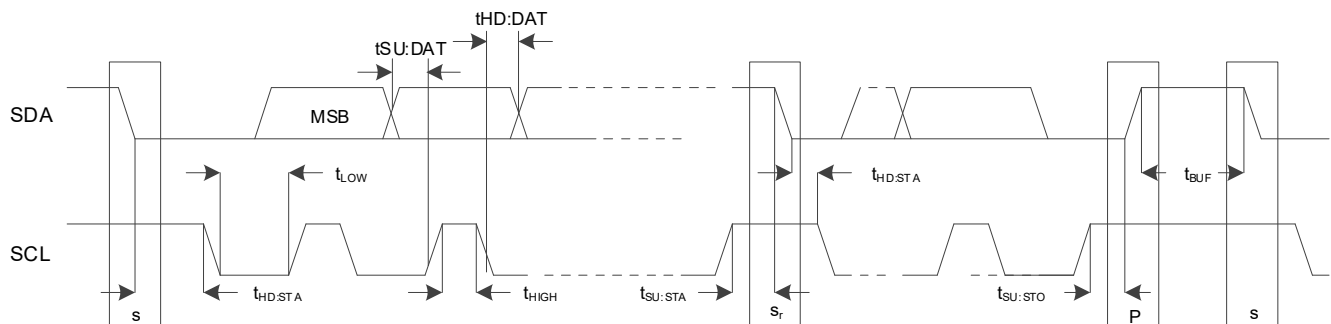 tHD:DAT
tSU:DAT
SDA
MSB
tLOW
tHD:STA
tBUF
SCL
tHD:STA
tHIGH
tSU:STA
tSU:STO
s
sr
P
s